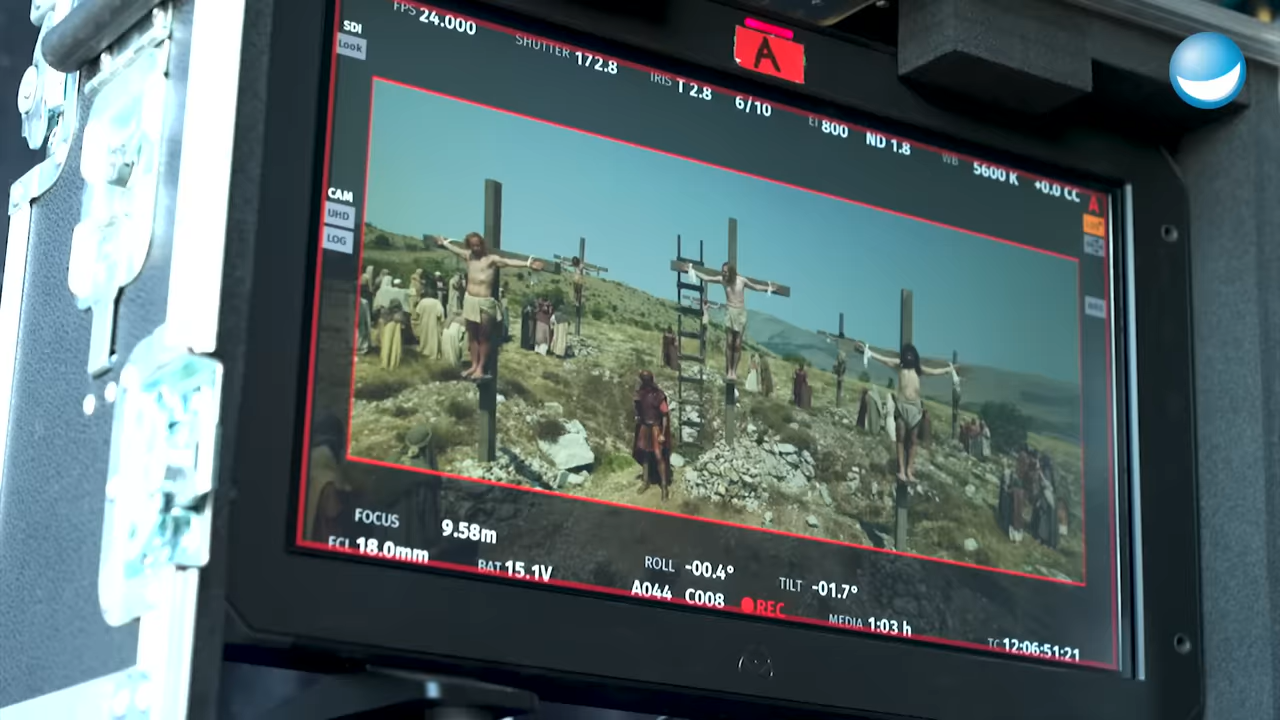 FPS 24.000
SHUTTER 172.8
IRIS T 2.8
6/10
EI 800
ND 1.8
WB 5600 K +0.0 CC
A
A
SDI
Look
CAM
UHD
LOG
FOCUS 9.58m
FCL 18.0mm
BAT 15.1V
ROLL -00.4°
TILT -01.7°
A044 C008
REC
MEDIA 1:03 h
TC 12:06:51:21